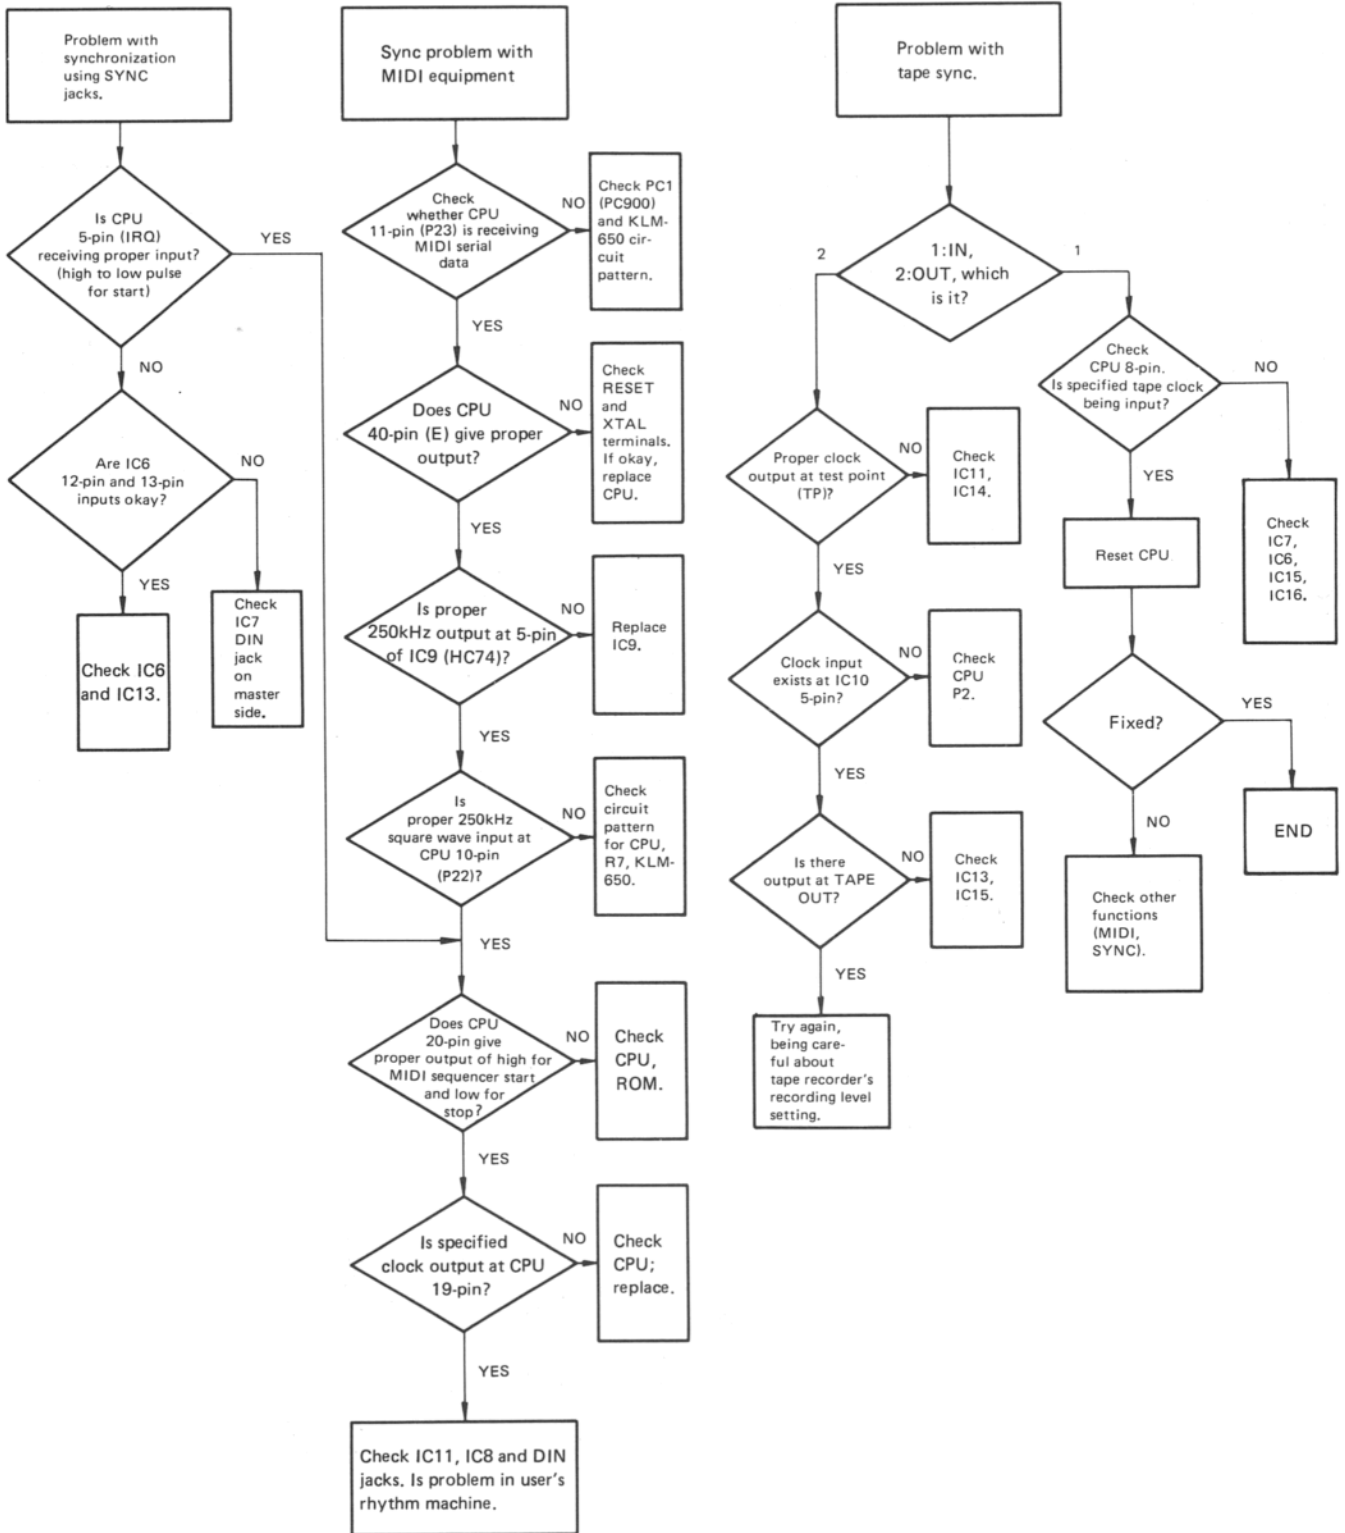 Problem with
synchronization
using SYNC
jacks.
Is CPU
5-pin (IRQ)
receiving proper input?
(high to low pulse
for start)
YES
NO
Are IC6
12-pin and 13-pin
inputs okay?
NO
YES
Check IC6
and IC13.
Check
IC7
DIN
jack
on
master
side.
Sync problem with
MIDI equipment
Check
whether CPU
11-pin (P23) is receiving
MIDI serial
data
NO
Check PC1
(PC900)
and KLM-
650 cir-
cuit
pattern.
YES
Does CPU
40-pin (E) give proper
output?
NO
Check
RESET
and
XTAL
terminals.
If okay,
replace
CPU.
YES
Is proper
250kHz output at 5-pin
of IC9 (HC74)?
NO
Replace
IC9.
YES
Is
proper 250kHz
square wave input at
CPU 10-pin
(P22)?
NO
Check
circuit
pattern
for CPU,
R7, KLM-
650.
YES
Does CPU
20-pin give
proper output of high for
MIDI sequencer start
and low for
stop?
NO
Check
CPU,
ROM.
YES
Is specified
clock output at CPU
19-pin?
NO
Check
CPU;
replace.
YES
Check IC11, IC8 and DIN
jacks. Is problem in user's
rhythm machine.
Problem with
tape sync.
1:IN,
2:OUT, which
is it?
2
1
Proper clock
output at test point
(TP)?
NO
Check
IC11,
IC14.
YES
Clock input
exists at IC10
5-pin?
NO
Check
CPU
P2.
YES
Is there
output at TAPE
OUT?
NO
Check
IC13,
IC15.
YES
Try again,
being care-
ful about
tape recorder's
recording level
setting.
Check
CPU 8-pin.
Is specified tape clock
being input?
NO
Check
IC7,
IC6,
IC15,
IC16.
YES
Reset CPU
Fixed?
YES
END
NO
Check other
functions
(MIDI,
SYNC).